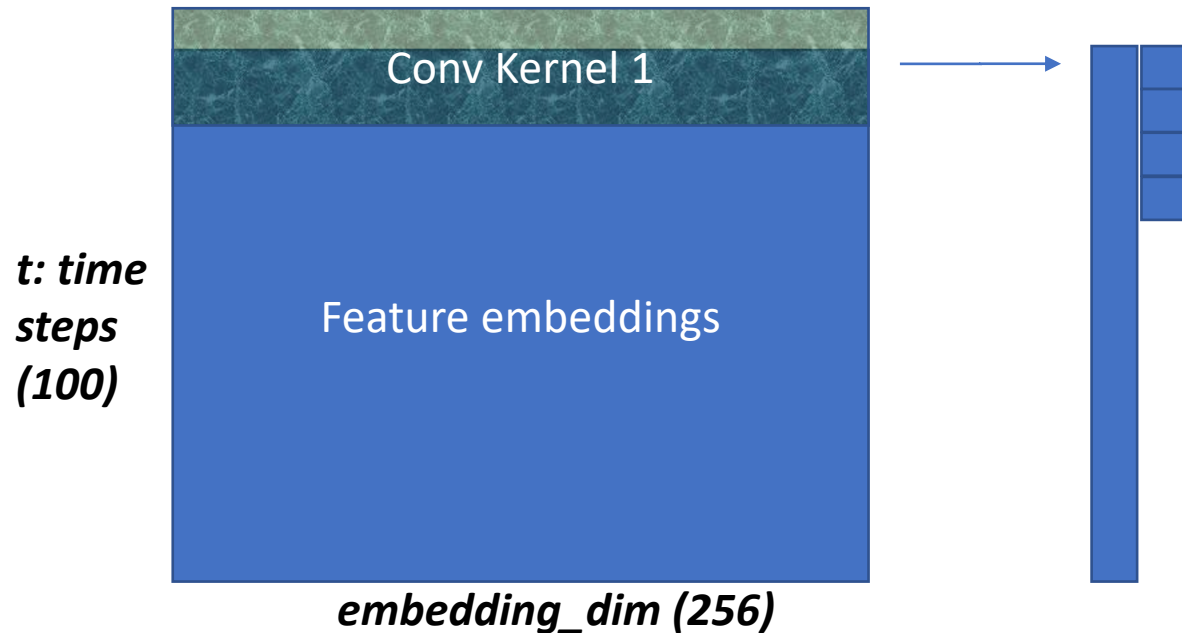 Conv Kernel 1
t: time
steps
(100)
Feature embeddings
embedding_dim (256)